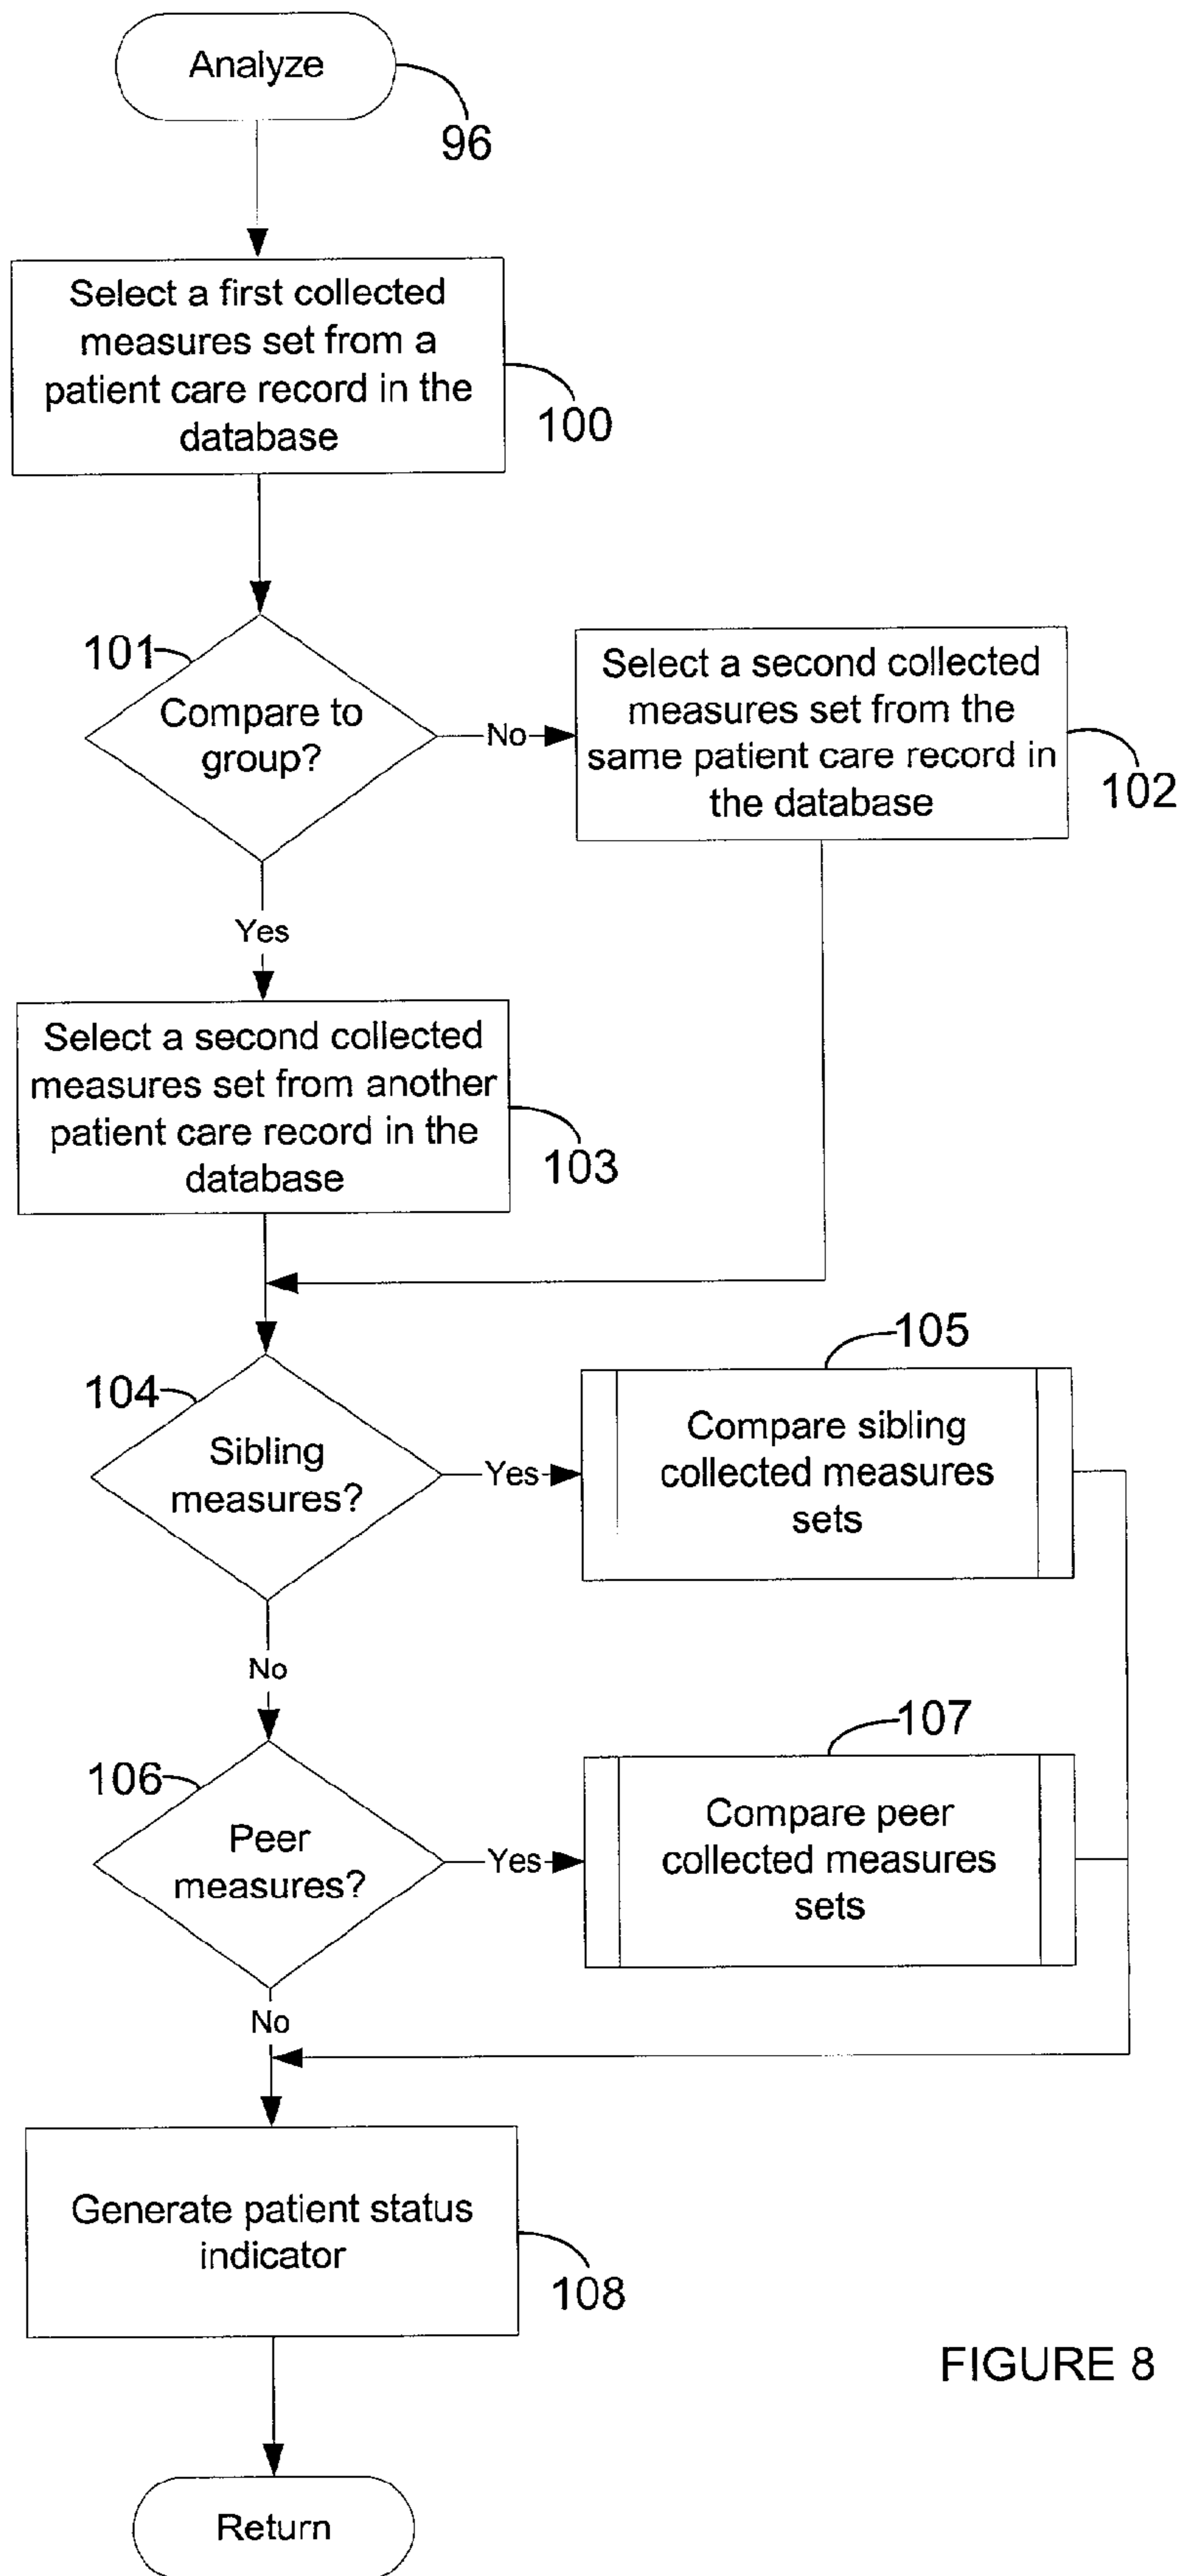 Analyze
96
Select a first collected
measures set from a
patient care record in the
database
100
101
Compare to
group?
No
Select a second collected
measures set from the
same patient care record in
the database
102
Yes
Select a second collected
measures set from another
patient care record in the
database
103
104
Sibling
measures?
Yes
105
Compare sibling
collected measures
sets
No
106
Peer
measures?
Yes
107
Compare peer
collected measures
sets
No
Generate patient status
indicator
108
FIGURE 8
Return